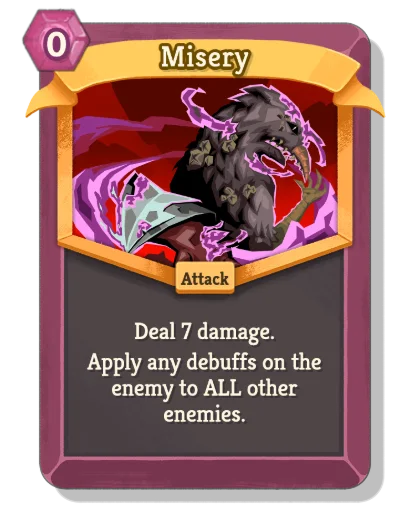 0
Misery
Attack
Deal 7 damage.
Apply any debuffs on the
enemy to ALL other
enemies.